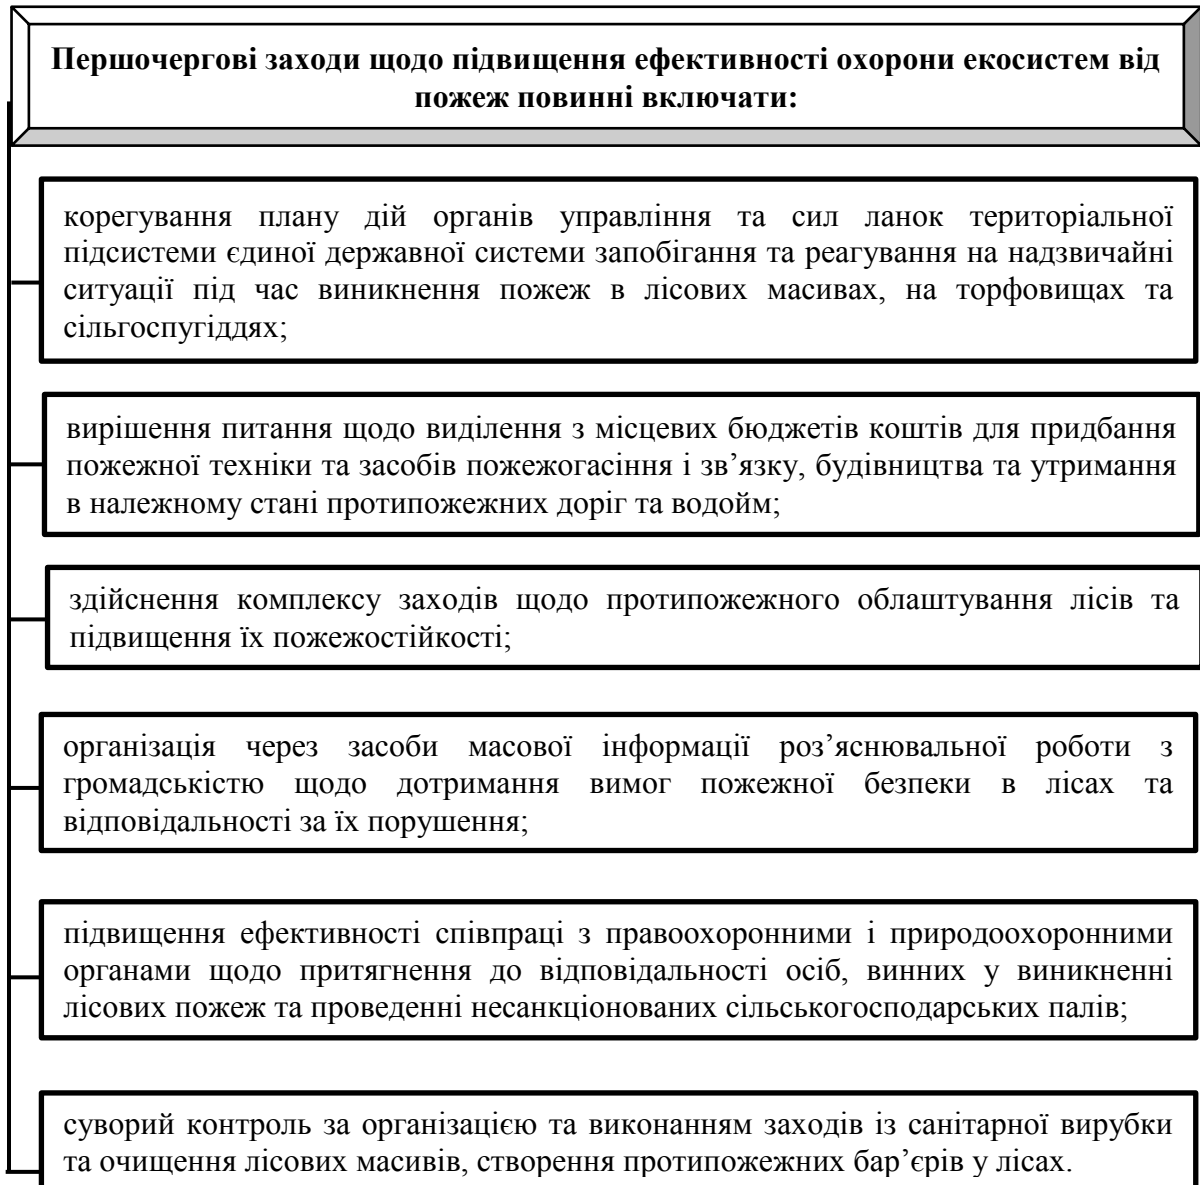 Першочергові заходи щодо підвищення ефективності охорони екосистем від
пожеж повинні включати:
корегування плану дій органів управління та сил ланок територіальної
підсистеми єдиної державної системи запобігання та реагування на надзвичайні
ситуації під час виникнення пожеж в лісових масивах, на торфовищах та
сільгоспугіддях;
вирішення питання щодо виділення з місцевих бюджетів коштів для придбання
пожежної техніки та засобів пожежогасіння і зв’язку, будівництва та утримання
в належному стані протипожежних доріг та водойм;
здійснення комплексу заходів щодо протипожежного облаштування лісів та
підвищення їх пожежостійкості;
організація через засоби масової інформації роз’яснювальної роботи з
громадськістю щодо дотримання вимог пожежної безпеки в лісах та
відповідальності за їх порушення;
підвищення ефективності співпраці з правоохоронними і природоохоронними
органами щодо притягнення до відповідальності осіб, винних у виникненні
лісових пожеж та проведенні несанкціонованих сільськогосподарських палів;
суворий контроль за організацією та виконанням заходів із санітарної вирубки
та очищення лісових масивів, створення протипожежних бар’єрів у лісах.